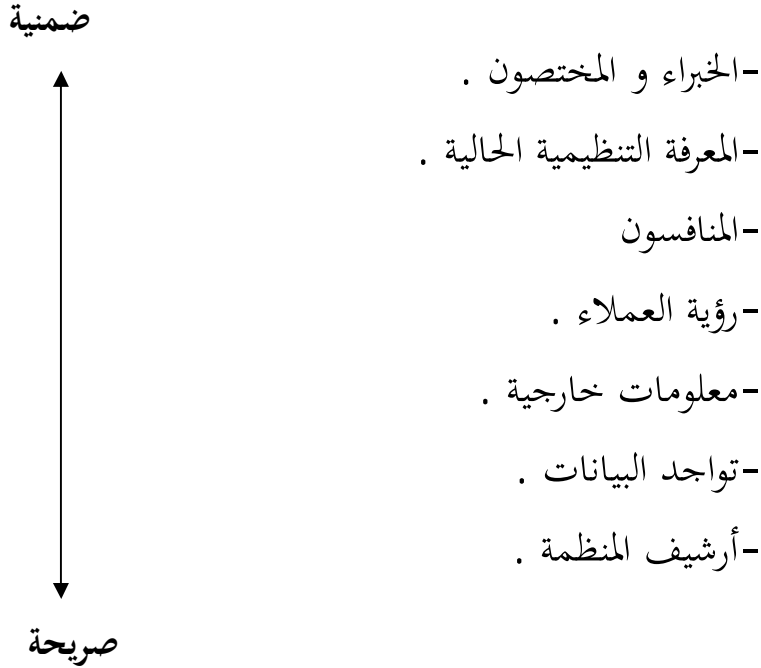 ضمنية
-الخبراء و المختصون .
-المعرفة التنظيمية الحالية .
-المنافسون
-رؤية العملاء .
-معلومات خارجية .
-تواجد البيانات .
-أرشيف المنظمة .
صريحة